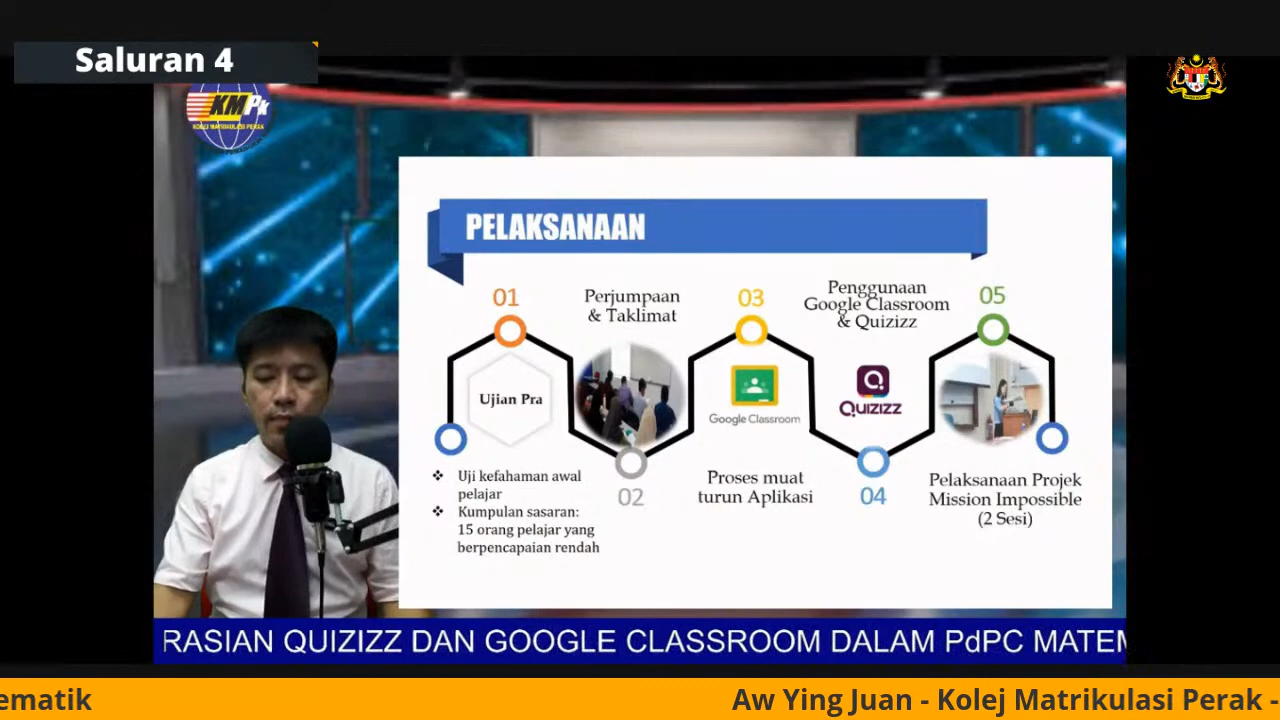 Saluran 4
KMPk
KOLEJ MATRIKULASI PERAK
PELAKSANAAN
01
Perjumpaan
& Taklimat
03
Penggunaan
Google Classroom
& Quizizz
05
Ujian Pra
Google Classroom
Quizizz
❖ Uji kefahaman awal
pelajar
❖ Kumpulan sasaran:
15 orang pelajar yang
berpencapaian rendah
02
Proses muat
turun Aplikasi
04
Pelaksanaan Projek
Mission Impossible
(2 Sesi)
RASIAN QUIZIZZ DAN GOOGLE CLASSROOM DALAM PdPC MATEM
ematik
Aw Ying Juan - Kolej Matrikulasi Perak -